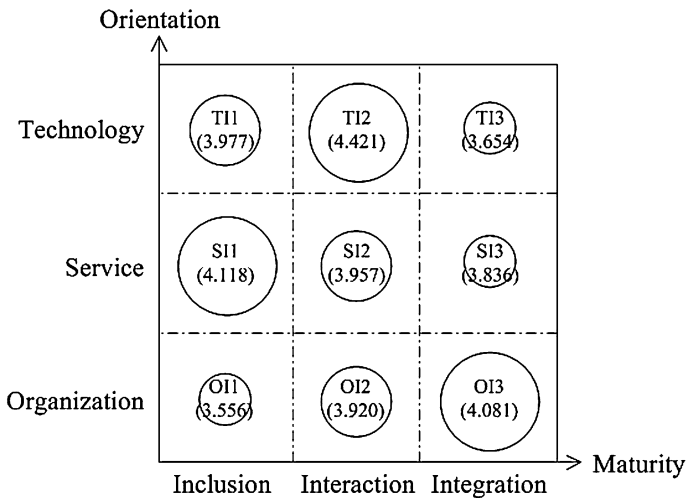 Orientation
Technology
TI1
(3.977)
TI2
(4.421)
TI3
(3.654)
Service
SI1
(4.118)
SI2
(3.957)
SI3
(3.836)
Organization
OI1
(3.556)
OI2
(3.920)
OI3
(4.081)
Maturity
Inclusion
Interaction
Integration